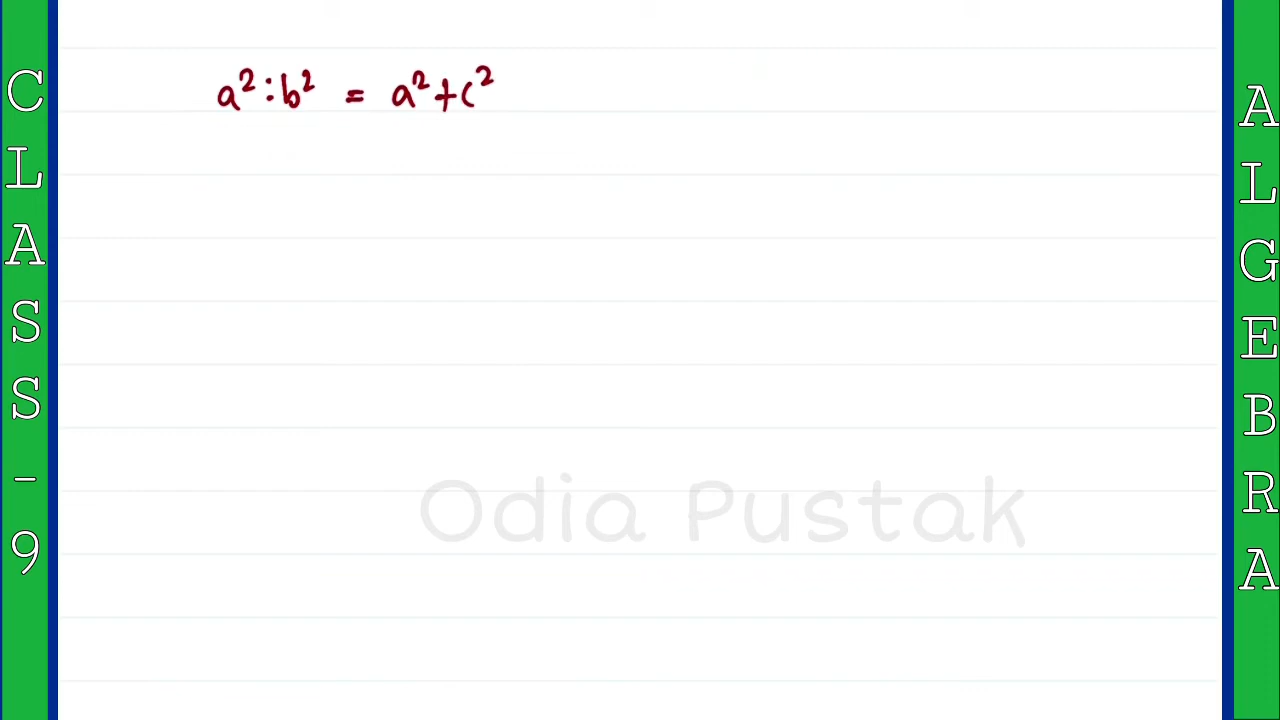 CLASS-9
a²:b² = a²+c²
Odia Pustak
ALGEBRA